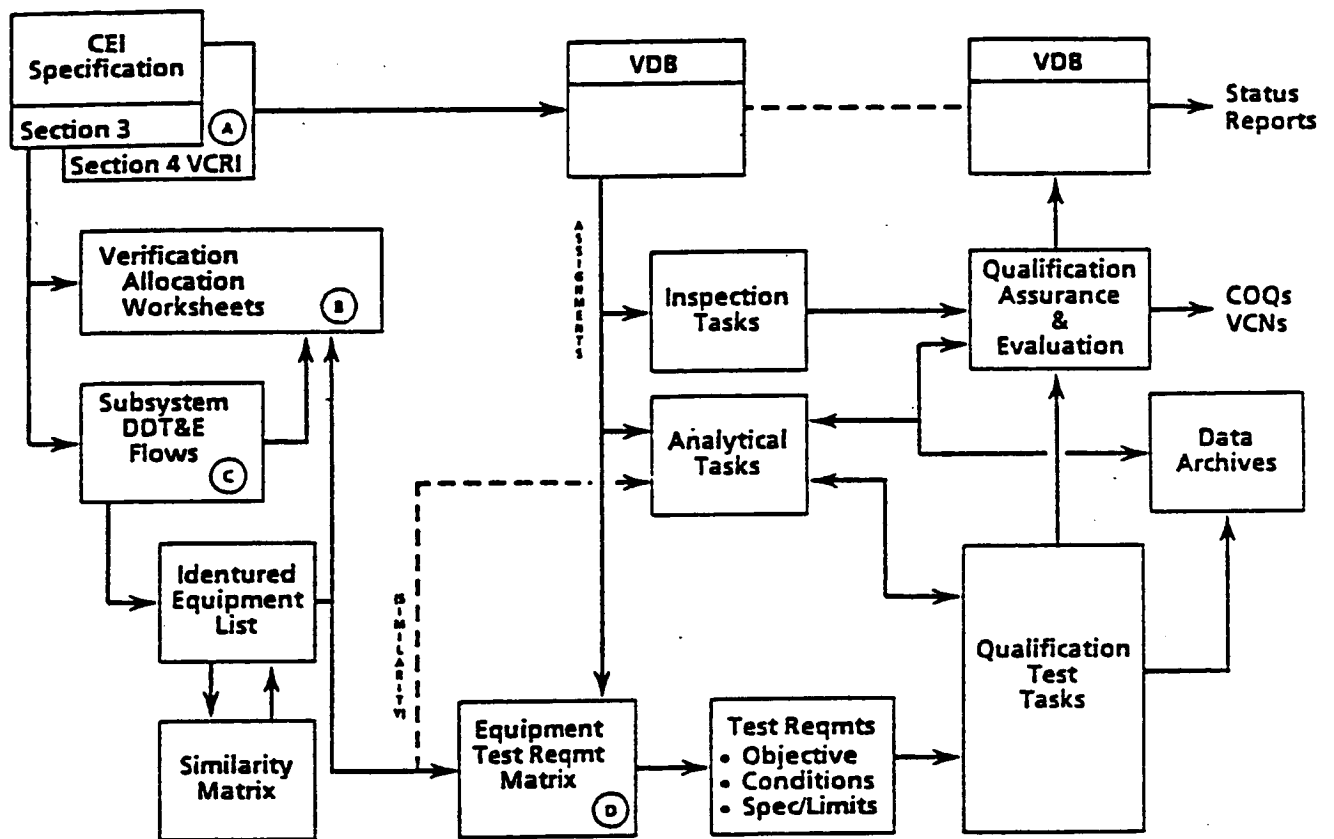 CEI
Specification
Section 3
A
Section 4 VCRI
VDB
VDB
Status
Reports
Verification
Allocation
Worksheets
B
ASSIGNMENTS
Inspection
Tasks
Qualification
Assurance
&
Evaluation
COQs
VCNs
Subsystem
DDT&E
Flows
C
Analytical
Tasks
Data
Archives
Identured
Equipment
List
(SIMILARITY)
Similarity
Matrix
Equipment
Test Reqmt
Matrix
D
Test Reqmts
• Objective
• Conditions
• Spec/Limits
Qualification
Test
Tasks